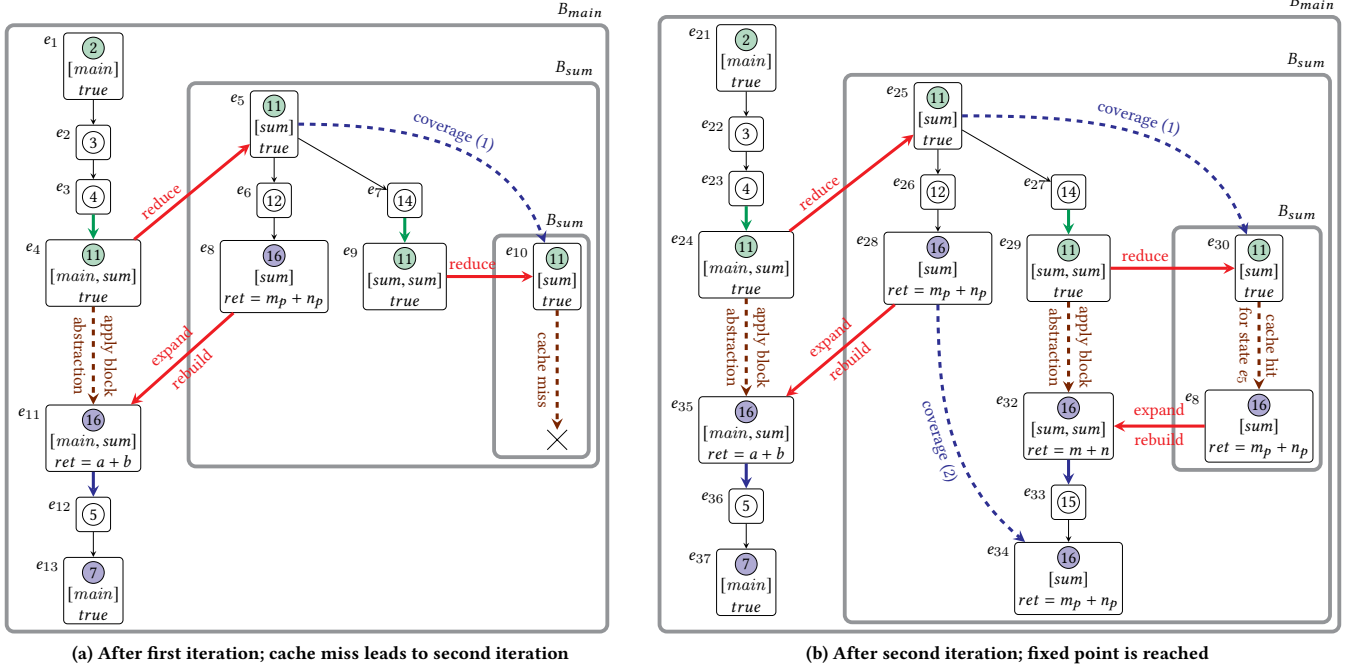 B_main
e_1
2
[main]
true
e_2
3
e_3
4
e_4
11
[main, sum]
true
apply block
abstraction
e_11
16
[main, sum]
ret = a + b
e_12
5
e_13
7
[main]
true
reduce
B_sum
e_5
11
[sum]
true
coverage (1)
e_6
12
e_7
14
e_8
16
[sum]
ret = m_p + n_p
expand
rebuild
e_9
11
[sum, sum]
true
reduce
B_sum
e_10
11
[sum]
true
cache miss
(a) After first iteration; cache miss leads to second iteration
B_main
e_21
2
[main]
true
e_22
3
e_23
4
e_24
11
[main, sum]
true
apply block
abstraction
e_35
16
[main, sum]
ret = a + b
e_36
5
e_37
7
[main]
true
reduce
B_sum
e_25
11
[sum]
true
coverage (1)
e_26
12
e_27
14
e_28
16
[sum]
ret = m_p + n_p
expand
rebuild
coverage (2)
e_29
11
[sum, sum]
true
reduce
apply block
abstraction
e_32
16
[sum, sum]
ret = m + n
e_33
15
e_34
16
[sum]
ret = m_p + n_p
B_sum
e_30
11
[sum]
true
cache hit
for state e_5
e_8
16
[sum]
ret = m_p + n_p
expand
rebuild
(b) After second iteration; fixed point is reached